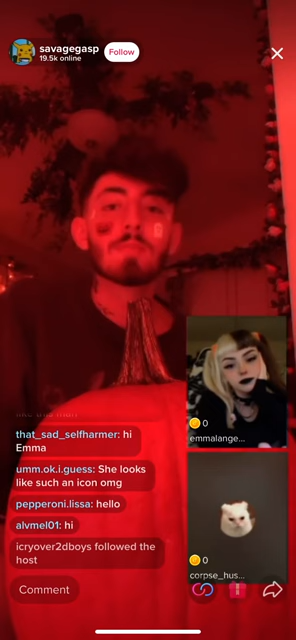 savagegasp
Follow
19.5k online
0
emmalange...
that_sad_selfharmer: hi
Emma
umm.ok.i.guess: She looks
like such an icon omg
pepperoni.lissa: hello
alvmel01: hi
icryover2dboys followed the
host
0
corpse_hus...
Comment